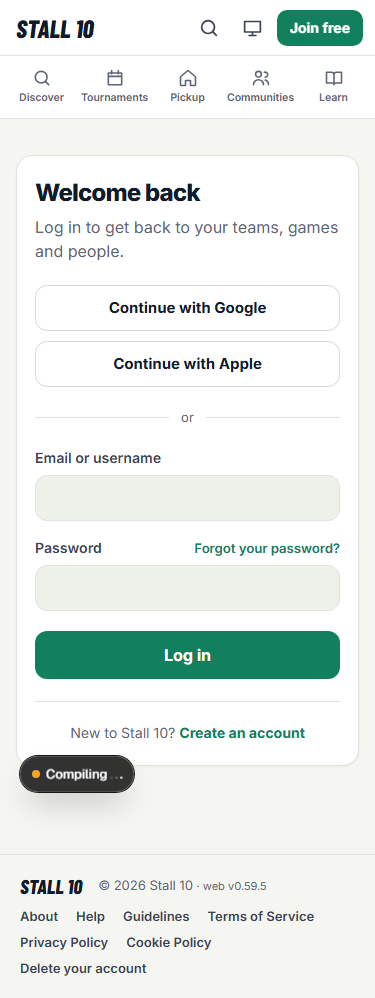 STALL 10
Join free
Discover
Tournaments
Pickup
Communities
Learn
Welcome back
Log in to get back to your teams, games
and people.
Continue with Google
Continue with Apple
or
Email or username
Password
Forgot your password?
Log in
New to Stall 10? Create an account
Compiling ...
STALL 10 © 2026 Stall 10 · web v0.59.5
About Help Guidelines Terms of Service
Privacy Policy Cookie Policy
Delete your account